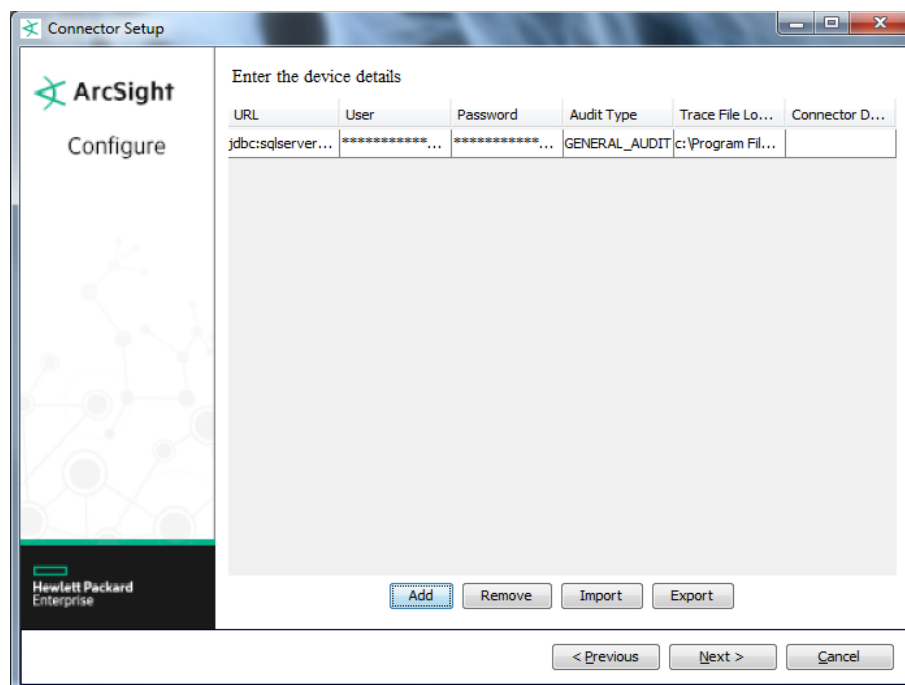 Connector Setup
ArcSight
Configure
Enter the device details
URL User Password Audit Type Trace File Lo... Connector D...
jdbc:sqlserver... ***********... ***********... GENERAL_AUDIT c:\Program Fil...
Hewlett Packard
Enterprise
Add Remove Import Export
< Previous Next > Cancel